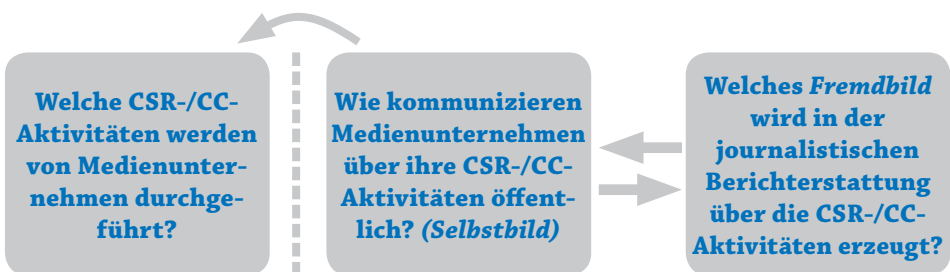 Welche CSR-/CC-
Aktivitäten werden
von Medienunter-
nehmen durchge-
führt?
Wie kommunizieren
Medienunternehmen
über ihre CSR-/CC-
Aktivitäten öffent-
lich? (Selbstbild)
Welches Fremdbild
wird in der
journalistischen
Berichterstattung
über die CSR-/CC-
Aktivitäten erzeugt?